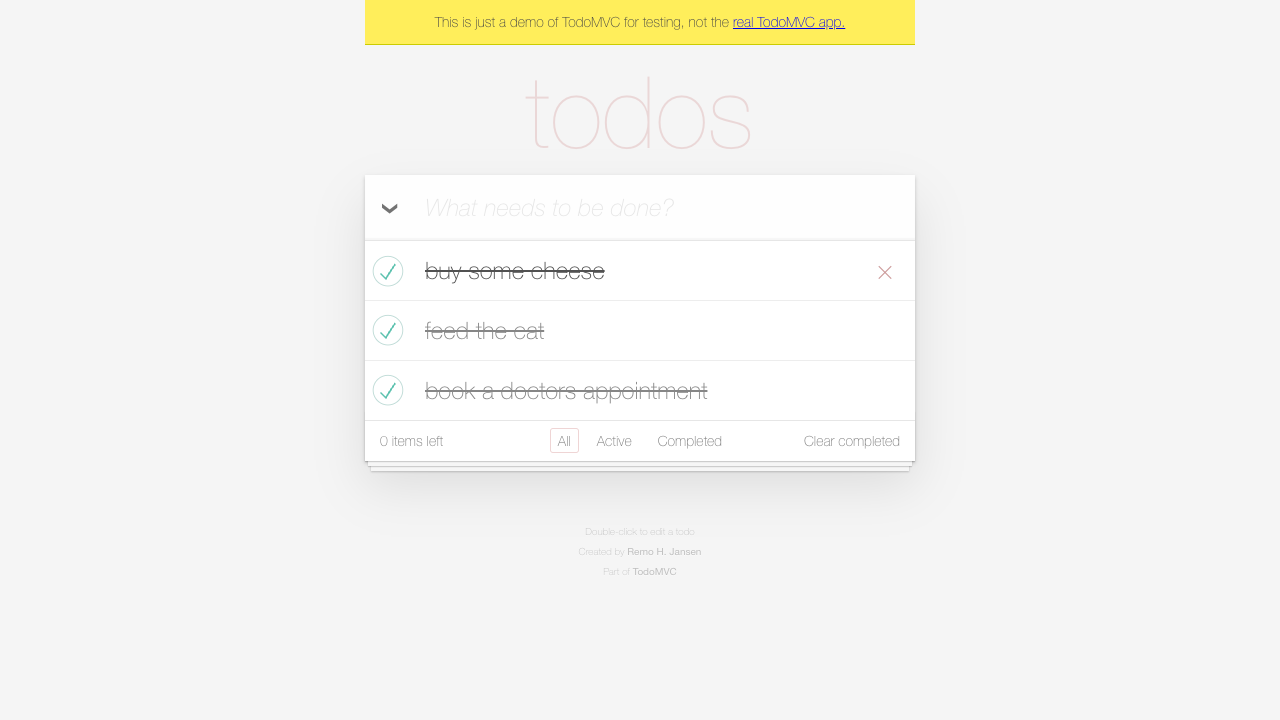 This is just a demo of TodoMVC for testing, not the real TodoMVC app.
todos
What needs to be done?
buy some cheese
feed the cat
book a doctors appointment
0 items left All Active Completed Clear completed
Double-click to edit a todo
Created by Remo H. Jansen
Part of TodoMVC